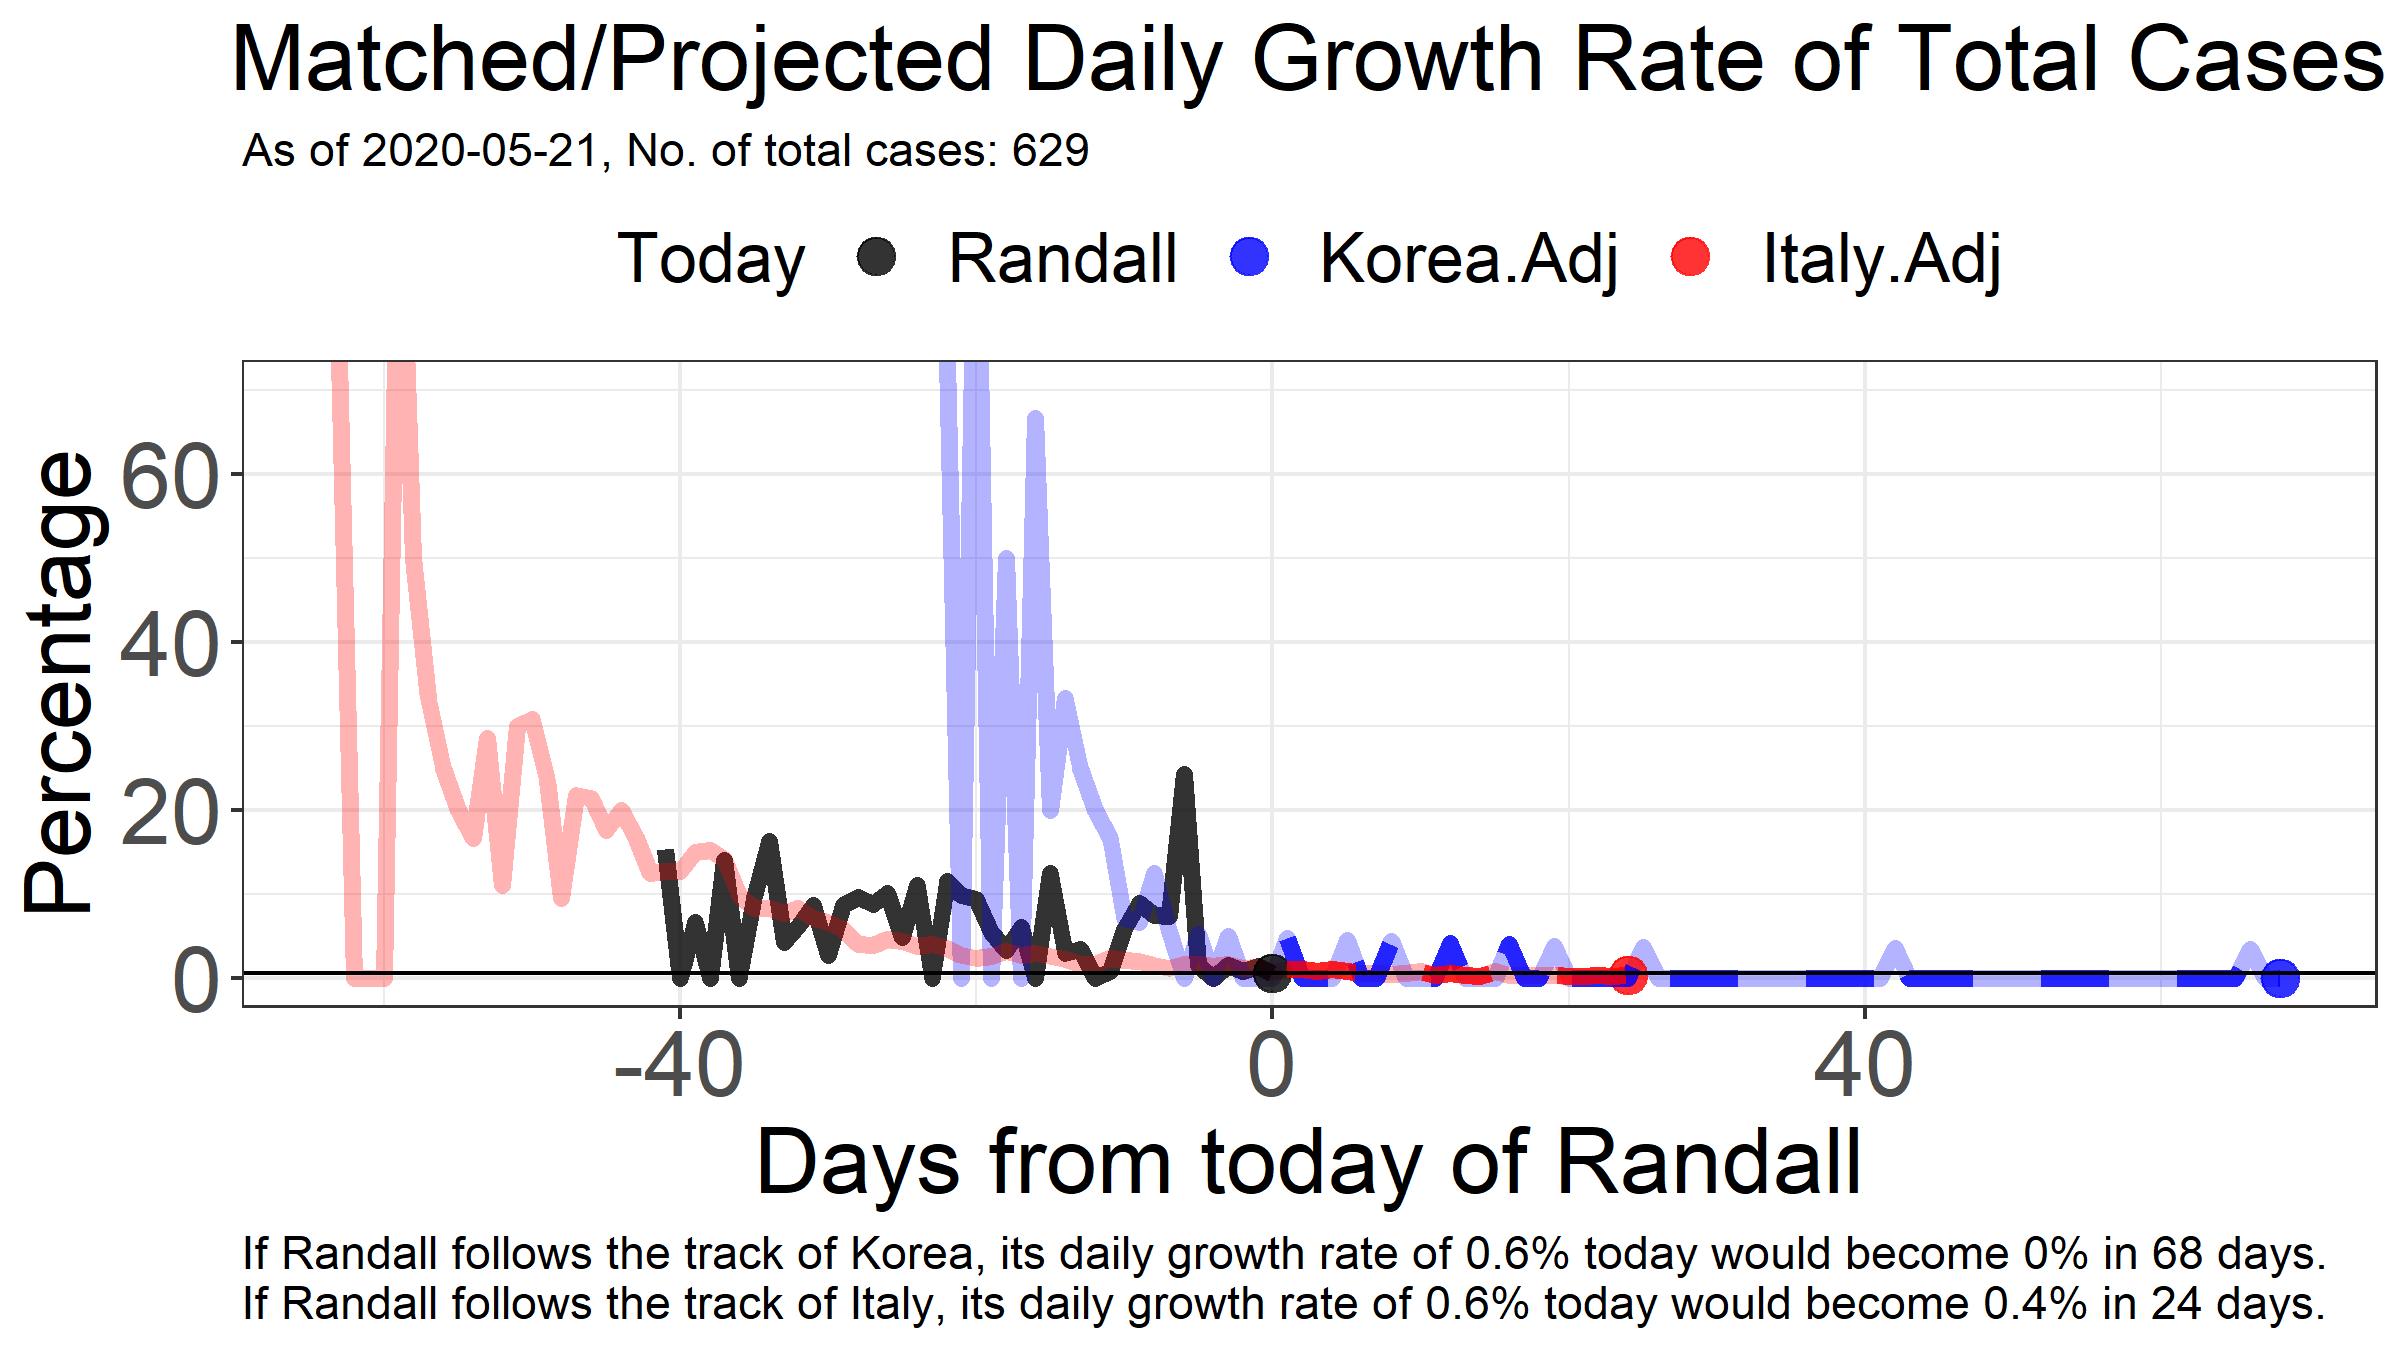 Matched/Projected Daily Growth Rate of Total Cases
As of 2020-05-21, No. of total cases: 629
Today Randall Korea.Adj Italy.Adj
Percentage
60
40
20
0
-40 0 40
Days from today of Randall
If Randall follows the track of Korea, its daily growth rate of 0.6% today would become 0% in 68 days.
If Randall follows the track of Italy, its daily growth rate of 0.6% today would become 0.4% in 24 days.